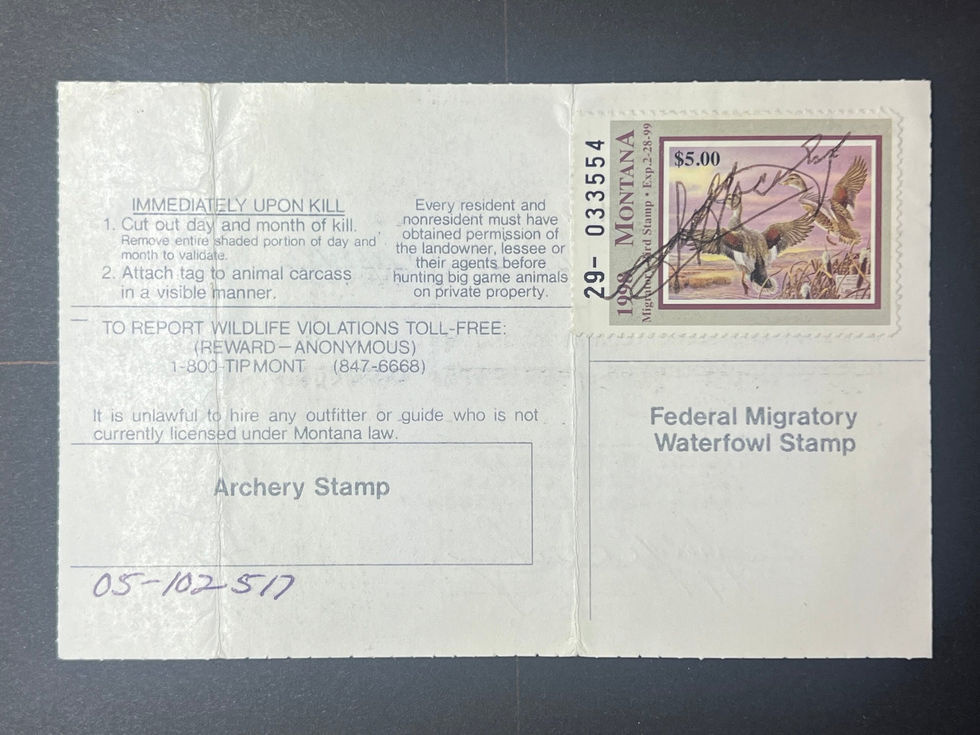 IMMEDIATELY UPON KILL
1. Cut out day and month of kill.
Remove entire shaded portion of day and
month to validate.
2. Attach tag to animal carcass
in a visible manner.
Every resident and
nonresident must have
obtained permission of
the landowner, lessee or
their agents before
hunting big game animals
on private property.
29- 033554
1998 MONTANA
Migratory Bird Stamp • Exp. 2-28-99
$5.00
TO REPORT WILDLIFE VIOLATIONS TOLL-FREE:
(REWARD—ANONYMOUS)
1-800-TIPMONT (847-6668)
It is unlawful to hire any outfitter or guide who is not
currently licensed under Montana law.
Archery Stamp
Federal Migratory
Waterfowl Stamp
05-102517